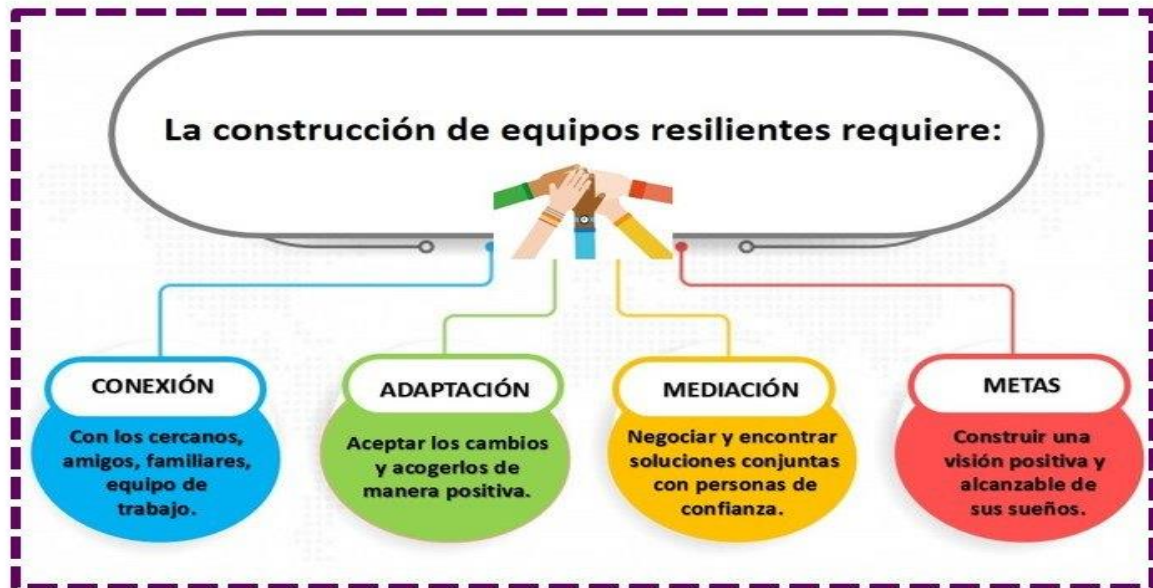 La construcción de equipos resilientes requiere:
CONEXIÓN
Con los cercanos,
amigos, familiares,
equipo de
trabajo.
ADAPTACIÓN
Aceptar los cambios
y acogerlos de
manera positiva.
MEDIACIÓN
Negociar y encontrar
soluciones conjuntas
con personas de
confianza.
METAS
Construir una
visión positiva y
alcanzable de
sus sueños.